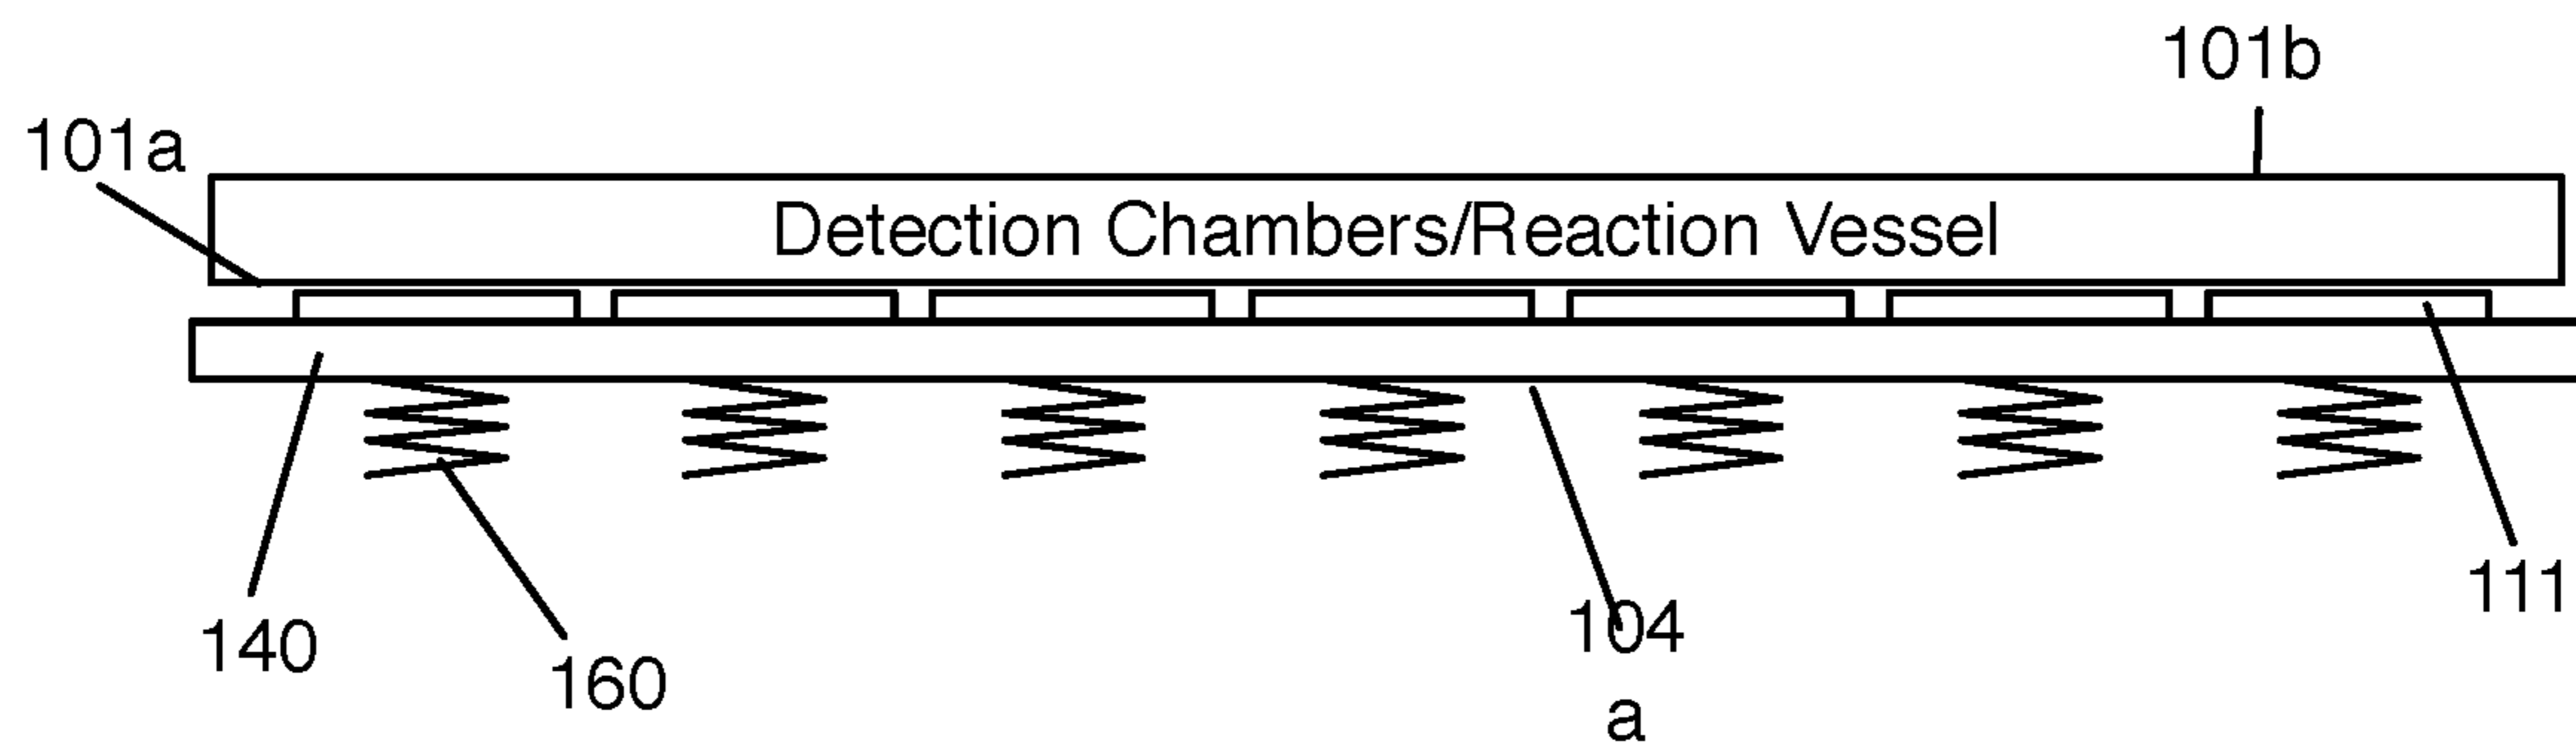 101b
101a
Detection Chambers/Reaction Vessel
111
104
a
140
160